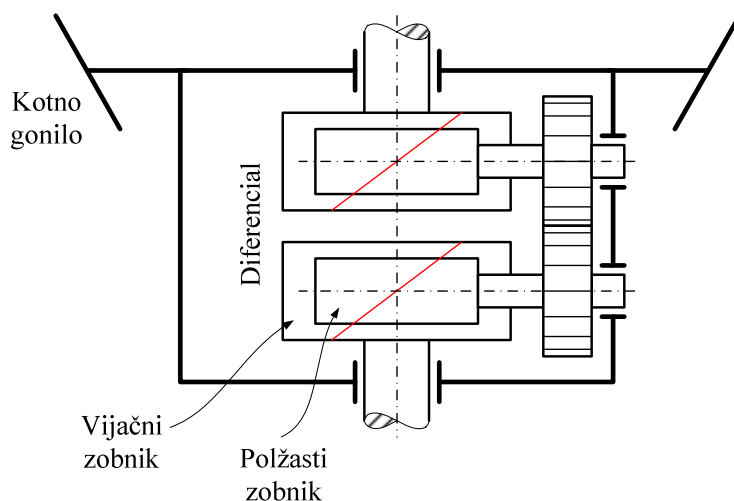 Kotno
gonilo
Diferencial
Vijačni
zobnik
Polžasti
zobnik